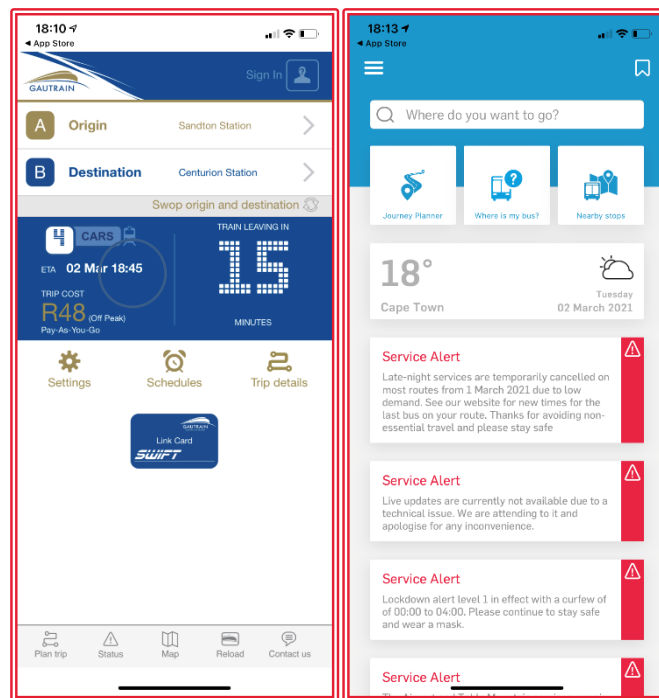 18:10
App Store
GAUTRAIN
Sign In
A Origin Sandton Station
B Destination Centurion Station
Swop origin and destination
4 CARS
ETA 02 Mar 18:45
TRIP COST
R48 (Off Peak)
Pay-As-You-Go
TRAIN LEAVING IN
15
MINUTES
Settings Schedules Trip details
GAUTRAIN
Link Card
SWIFT
Plan trip Status Map Reload Contact us
18:13
App Store
Where do you want to go?
Journey Planner Where is my bus? Nearby stops
18°
Cape Town
Tuesday
02 March 2021
Service Alert
Late-night services are temporarily cancelled on
most routes from 1 March 2021 due to low
demand. See our website for new times for the
last bus on your route. Thanks for avoiding non-
essential travel and please stay safe
Service Alert
Live updates are currently not available due to a
technical issue. We are attending to it and
apologise for any inconvenience.
Service Alert
Lockdown alert level 1 in effect with a curfew of
of 00:00 to 04:00. Please continue to stay safe
and wear a mask.
Service Alert